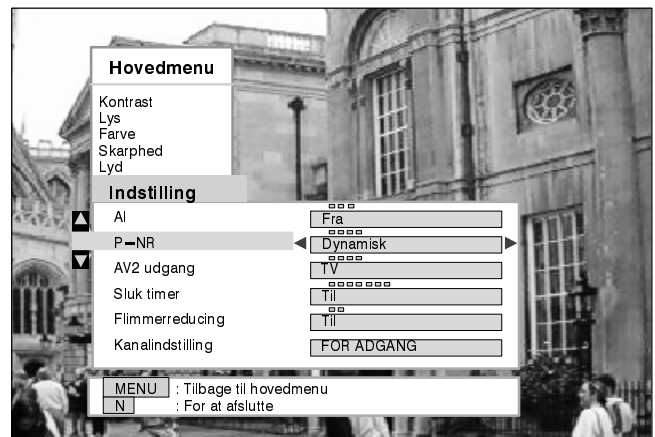 Hovedmenu
Kontrast
Lys
Farve
Skarphed
Lyd
Indstilling
AI Fra
P–NR Dynamisk
AV2 udgang TV
Sluk timer Til
Flimmerreducing Til
Kanalindstilling FOR ADGANG
MENU : Tilbage til hovedmenu
N : For at afslutte